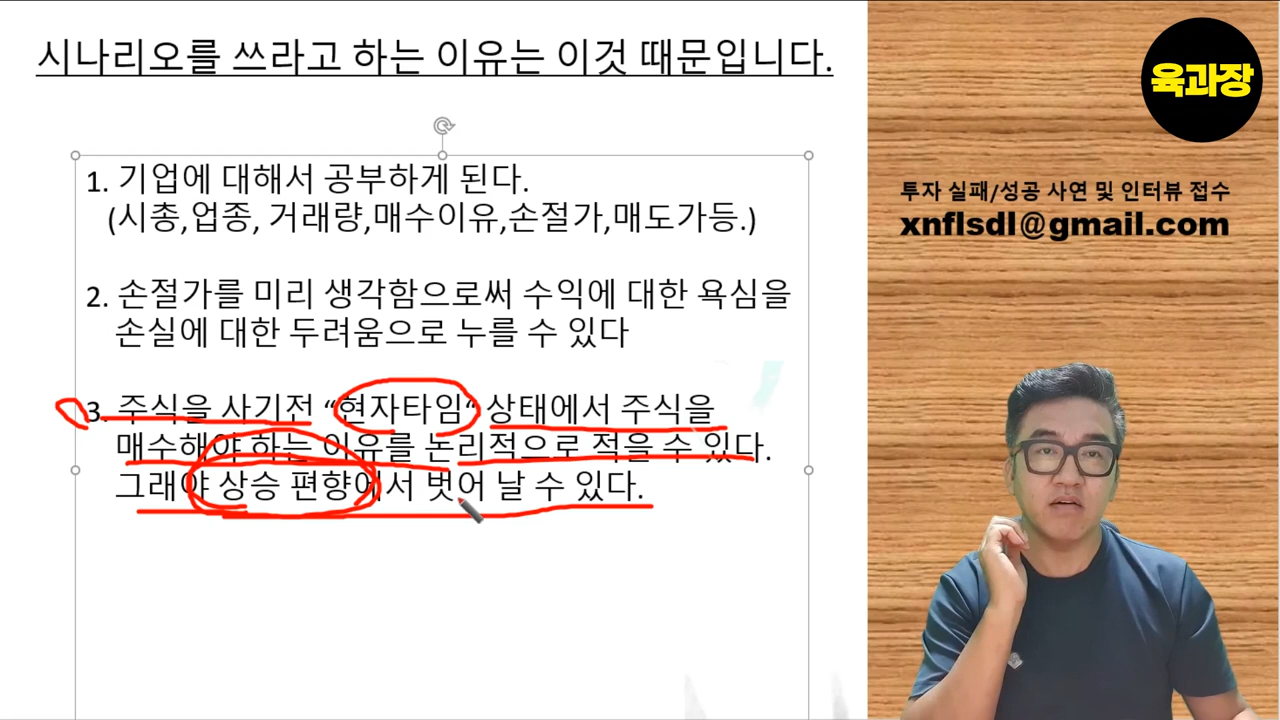 시나리오를 쓰라고 하는 이유는 이것 때문입니다.
육과장
투자 실패/성공 사연 및 인터뷰 접수
xnflsdl@gmail.com
1. 기업에 대해서 공부하게 된다.
(시총,업종, 거래량,매수이유,손절가,매도가등.)
2. 손절가를 미리 생각함으로써 수익에 대한 욕심을
손실에 대한 두려움으로 누를 수 있다
3. 주식을 사기전 “현자타임“ 상태에서 주식을
매수해야 하는 이유를 논리적으로 적을 수 있다.
그래야 상승 편향에서 벗어 날 수 있다.